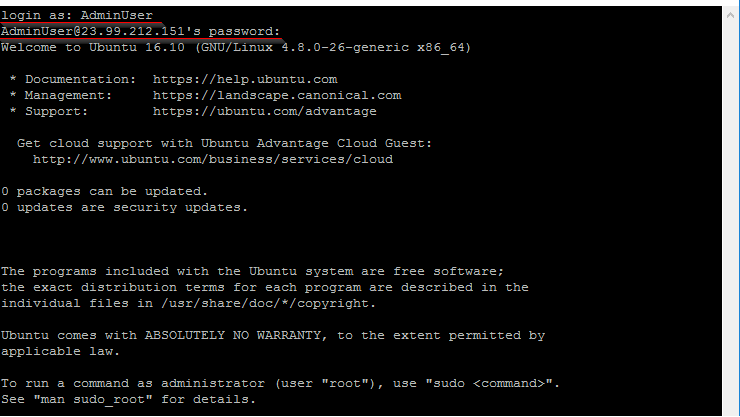 login as: AdminUser
AdminUser@23.99.212.151's password:
Welcome to Ubuntu 16.10 (GNU/Linux 4.8.0-26-generic x86_64)
* Documentation:  https://help.ubuntu.com
* Management:     https://landscape.canonical.com
* Support:        https://ubuntu.com/advantage
Get cloud support with Ubuntu Advantage Cloud Guest:
http://www.ubuntu.com/business/services/cloud
0 packages can be updated.
0 updates are security updates.
The programs included with the Ubuntu system are free software;
the exact distribution terms for each program are described in the
individual files in /usr/share/doc/*/copyright.
Ubuntu comes with ABSOLUTELY NO WARRANTY, to the extent permitted by
applicable law.
To run a command as administrator (user "root"), use "sudo <command>".
See "man sudo_root" for details.